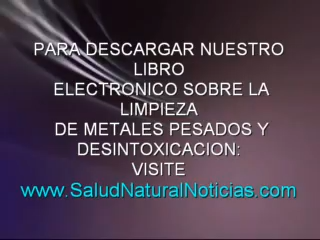 PARA DESCARGAR NUESTRO
LIBRO
ELECTRONICO SOBRE LA
LIMPIEZA
DE METALES PESADOS Y
DESINTOXICACION:
VISITE
www.SaludNaturalNoticias.com